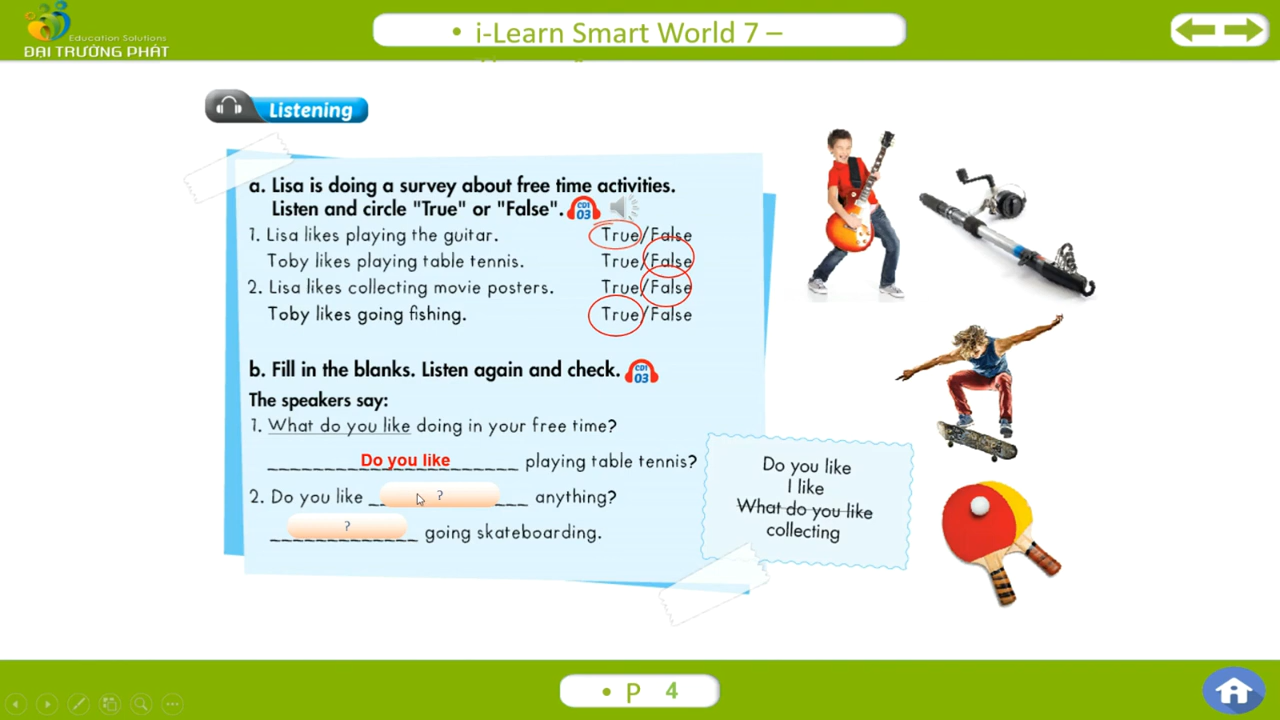 Education Solutions
ĐẠI TRƯỜNG PHÁT
• i-Learn Smart World 7 –
Listening
a. Lisa is doing a survey about free time activities.
Listen and circle "True" or "False". CD1 03
1. Lisa likes playing the guitar. True/False
Toby likes playing table tennis. True/False
2. Lisa likes collecting movie posters. True/False
Toby likes going fishing. True/False
b. Fill in the blanks. Listen again and check. CD1 03
The speakers say:
1. What do you like doing in your free time?
Do you like playing table tennis?
2. Do you like ? anything?
? going skateboarding.
Do you like
I like
What do you like
collecting
• P 4